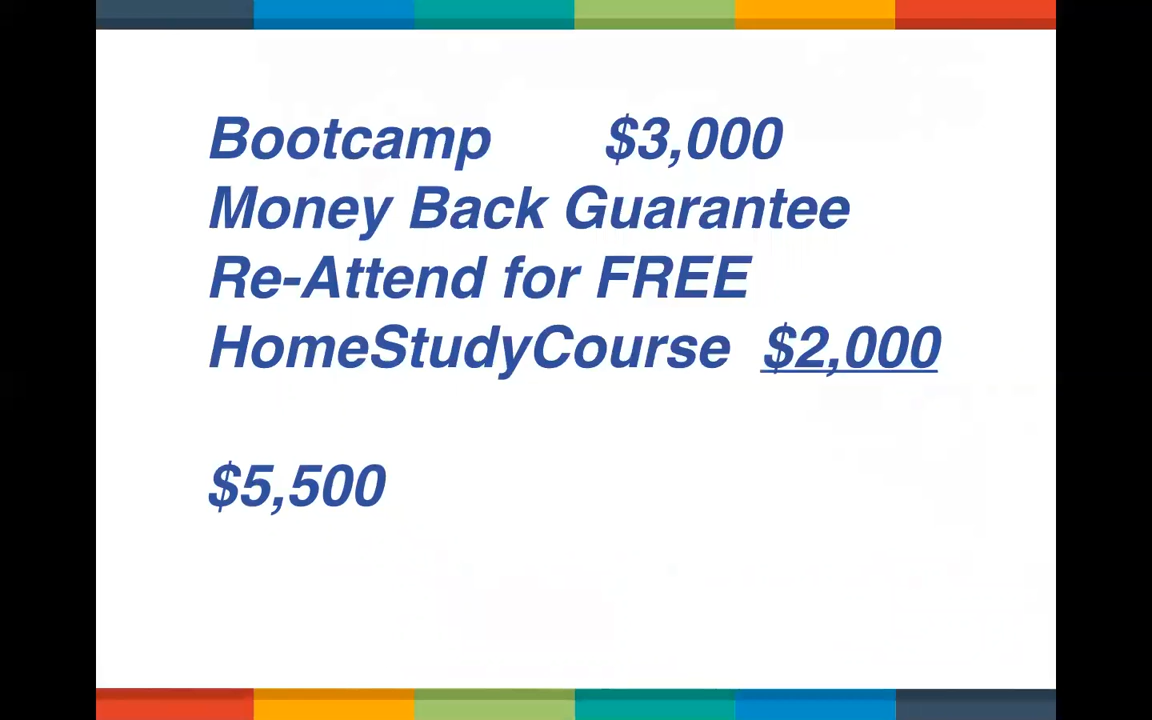 Bootcamp $3,000
Money Back Guarantee
Re-Attend for FREE
HomeStudyCourse $2,000
$5,500